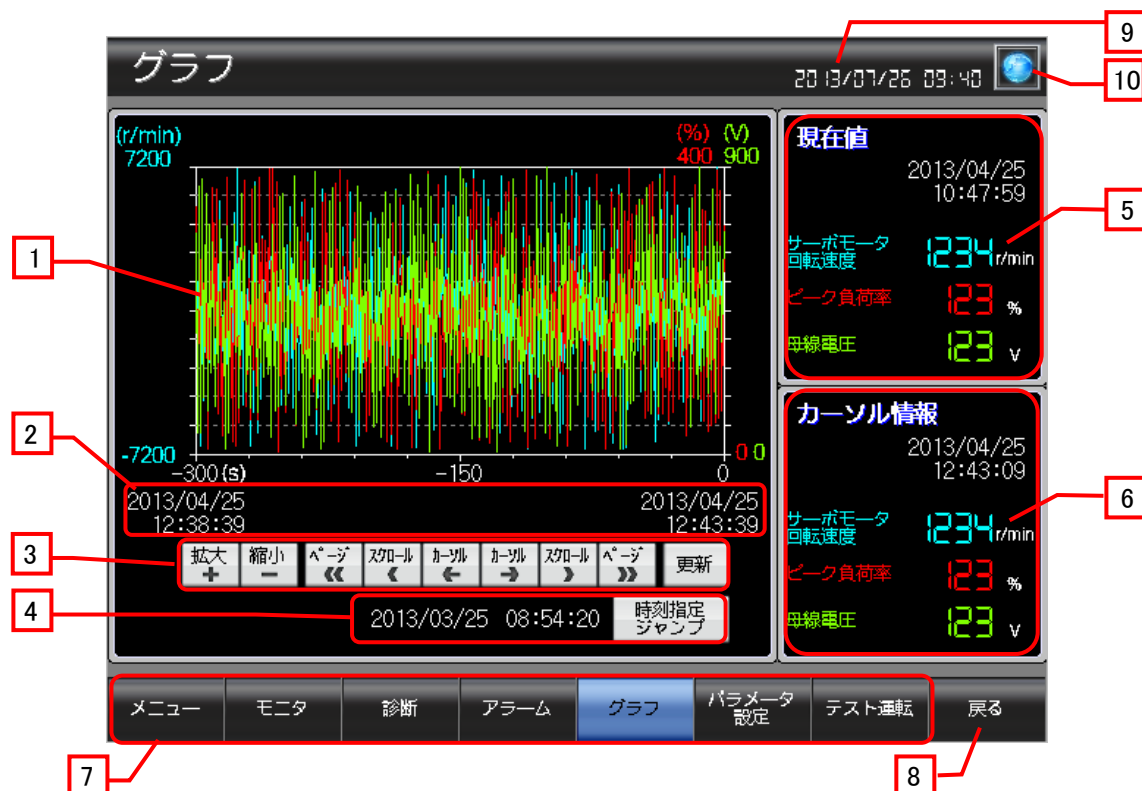 9
グラフ
2013/07/26 09:40
10
(r/min)
7200
(%) (V)
400 900
1
-7200
0 0
-300(s)
-150
0
2
2013/04/25
12:38:39
2013/04/25
12:43:39
3
拡大
+
縮小
−
ページ
≪
スクロール
<
カーソル
←
カーソル
→
スクロール
>
ページ
≫
更新
4
2013/03/25 08:54:20
時刻指定
ジャンプ
現在値
2013/04/25
10:47:59
5
サーボモータ
回転速度
1234 r/min
ピーク負荷率
123 %
母線電圧
123 V
カーソル情報
2013/04/25
12:43:09
6
サーボモータ
回転速度
1234 r/min
ピーク負荷率
123 %
母線電圧
123 V
メニュー
モニタ
診断
アラーム
グラフ
パラメータ
設定
テスト運転
戻る
7
8